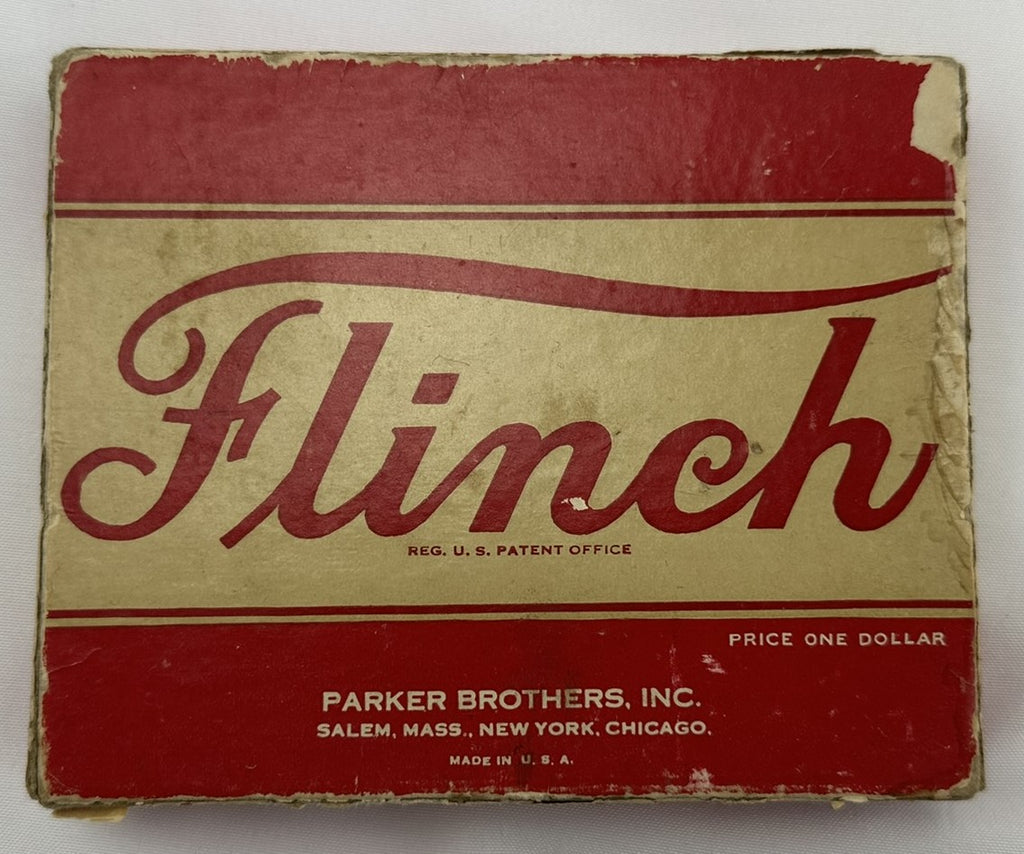 Flinch
REG. U. S. PATENT OFFICE
PRICE ONE DOLLAR
PARKER BROTHERS, INC.
SALEM, MASS., NEW YORK, CHICAGO.
MADE IN U. S. A.